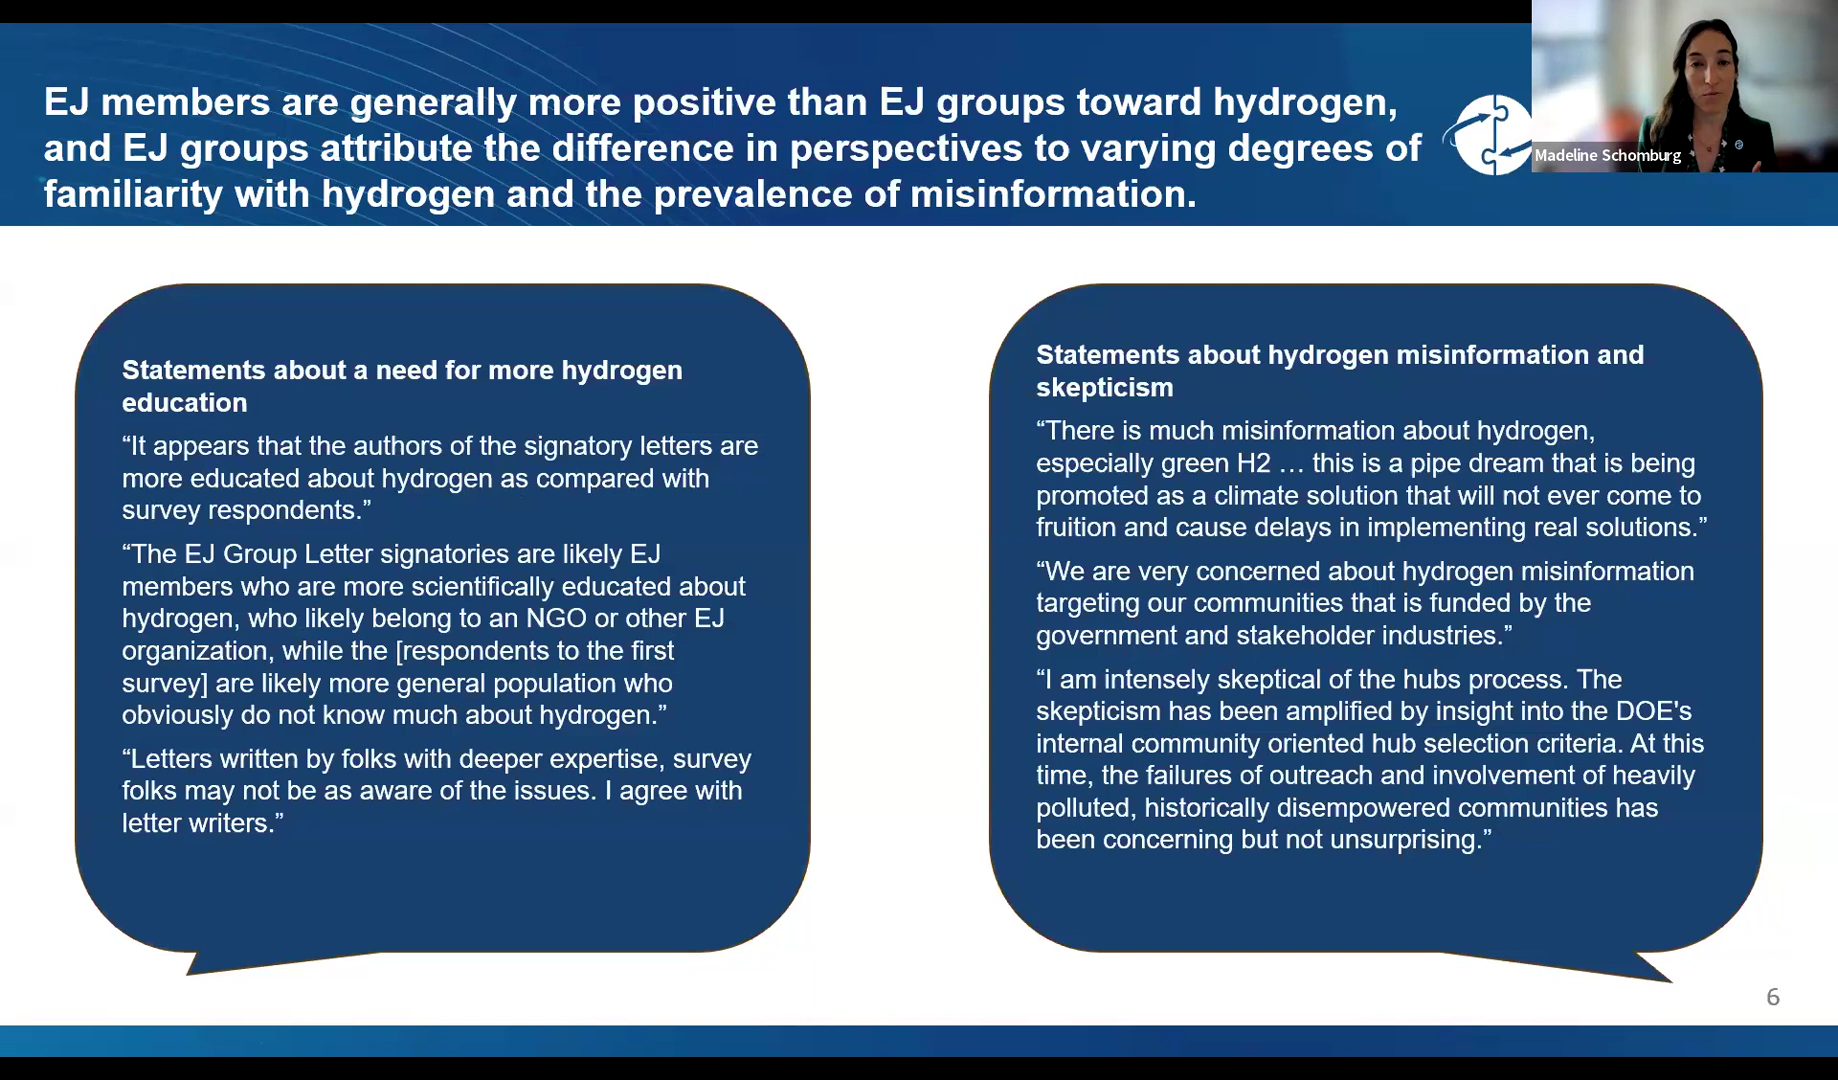 EJ members are generally more positive than EJ groups toward hydrogen,
and EJ groups attribute the difference in perspectives to varying degrees of
familiarity with hydrogen and the prevalence of misinformation.
Madeline Schomburg
Statements about a need for more hydrogen
education
“It appears that the authors of the signatory letters are
more educated about hydrogen as compared with
survey respondents.”
“The EJ Group Letter signatories are likely EJ
members who are more scientifically educated about
hydrogen, who likely belong to an NGO or other EJ
organization, while the [respondents to the first
survey] are likely more general population who
obviously do not know much about hydrogen.”
“Letters written by folks with deeper expertise, survey
folks may not be as aware of the issues. I agree with
letter writers.”
Statements about hydrogen misinformation and
skepticism
“There is much misinformation about hydrogen,
especially green H2 … this is a pipe dream that is being
promoted as a climate solution that will not ever come to
fruition and cause delays in implementing real solutions.”
“We are very concerned about hydrogen misinformation
targeting our communities that is funded by the
government and stakeholder industries.”
“I am intensely skeptical of the hubs process. The
skepticism has been amplified by insight into the DOE's
internal community oriented hub selection criteria. At this
time, the failures of outreach and involvement of heavily
polluted, historically disempowered communities has
been concerning but not unsurprising.”
6